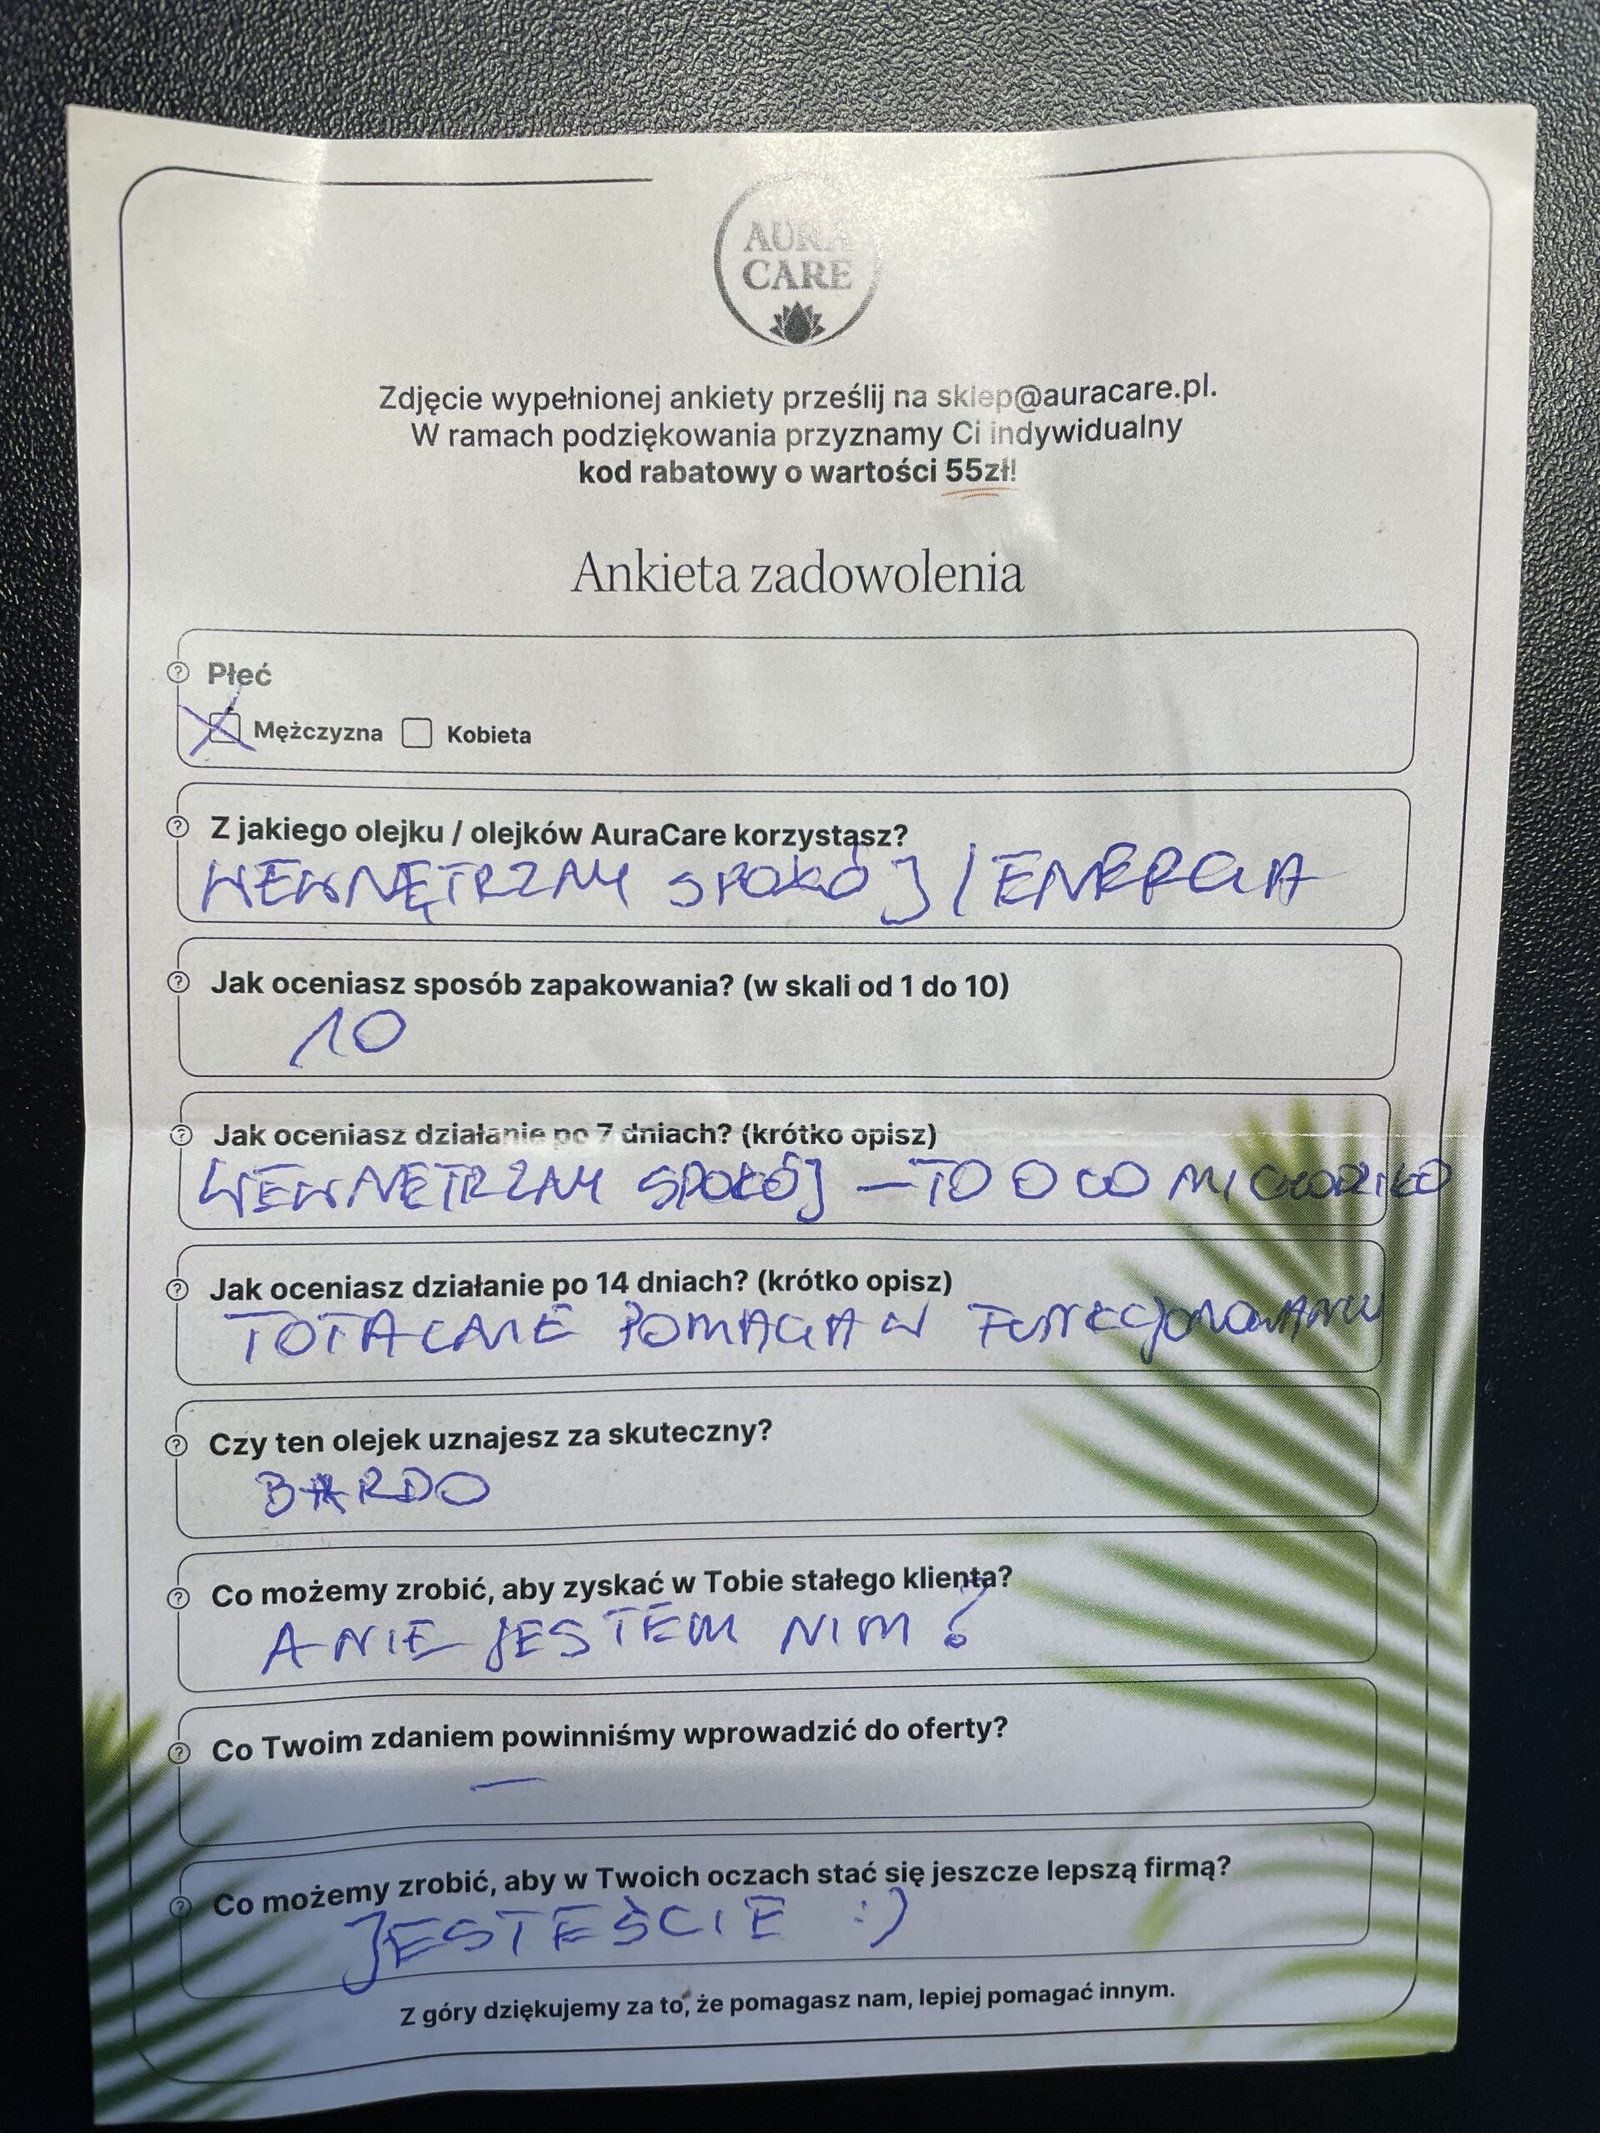 AURA
CARE
Zdjęcie wypełnionej ankiety prześlij na sklep@auracare.pl.
W ramach podziękowania przyznamy Ci indywidualny
kod rabatowy o wartości 55zł!
Ankieta zadowolenia
Płeć
Mężczyzna Kobieta
Z jakiego olejku / olejków AuraCare korzystasz?
WEWNĘTRZNY SPOKÓJ / ENERGIA
Jak oceniasz sposób zapakowania? (w skali od 1 do 10)
10
Jak oceniasz działanie po 7 dniach? (krótko opisz)
WEWNĘTRZNY SPOKÓJ – TO O CO MI CHODZIŁO
Jak oceniasz działanie po 14 dniach? (krótko opisz)
TOTALNIE POMAGA W FUNKCJONOWANIU
Czy ten olejek uznajesz za skuteczny?
BARDO
Co możemy zrobić, aby zyskać w Tobie stałego klienta?
A NIE JESTEM NIM ?
Co Twoim zdaniem powinniśmy wprowadzić do oferty?
—
Co możemy zrobić, aby w Twoich oczach stać się jeszcze lepszą firmą?
JESTEŚCIE :)
Z góry dziękujemy za to, że pomagasz nam, lepiej pomagać innym.